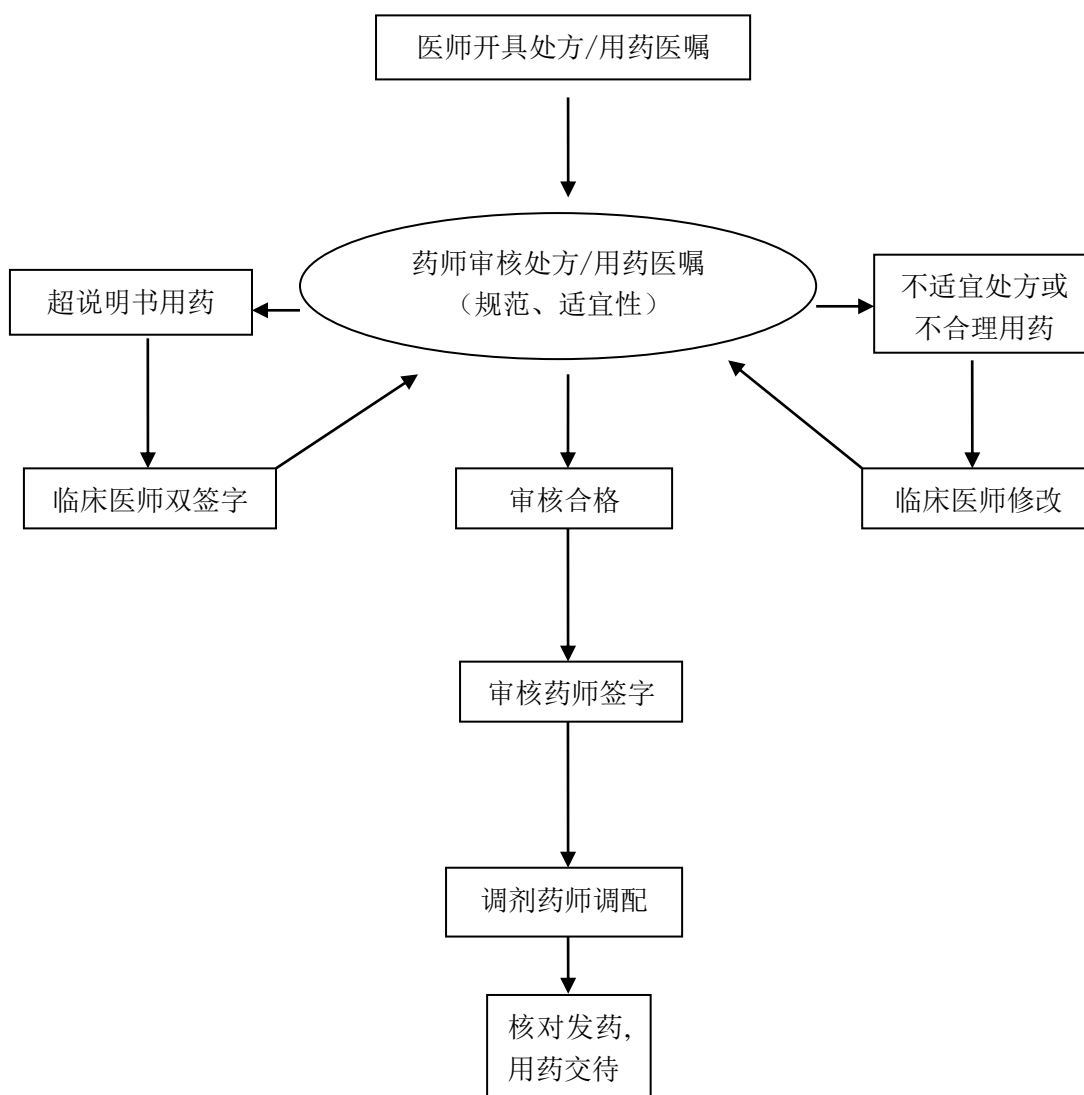 医师开具处方/用药医嘱
药师审核处方/用药医嘱
（规范、适宜性）
超说明书用药
不适宜处方或
不合理用药
临床医师双签字
审核合格
临床医师修改
审核药师签字
调剂药师调配
核对发药，
用药交待